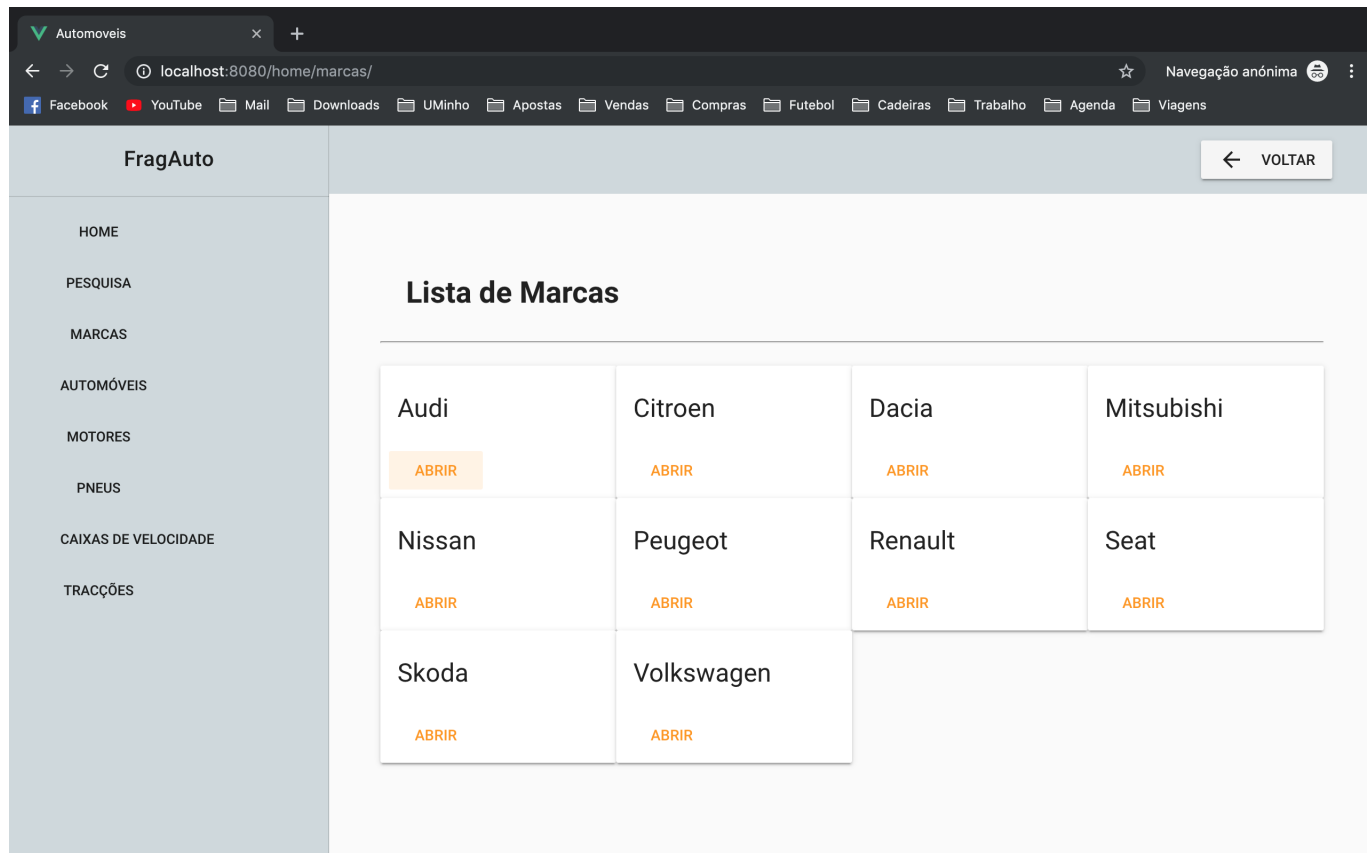 Automoveis
localhost:8080/home/marcas/
Navegação anónima
Facebook YouTube Mail Downloads UMinho Apostas Vendas Compras Futebol Cadeiras Trabalho Agenda Viagens
FragAuto
VOLTAR
HOME
PESQUISA
MARCAS
AUTOMÓVEIS
MOTORES
PNEUS
CAIXAS DE VELOCIDADE
TRACÇÕES
Lista de Marcas
Audi Citroen Dacia Mitsubishi
ABRIR ABRIR ABRIR ABRIR
Nissan Peugeot Renault Seat
ABRIR ABRIR ABRIR ABRIR
Skoda Volkswagen
ABRIR ABRIR